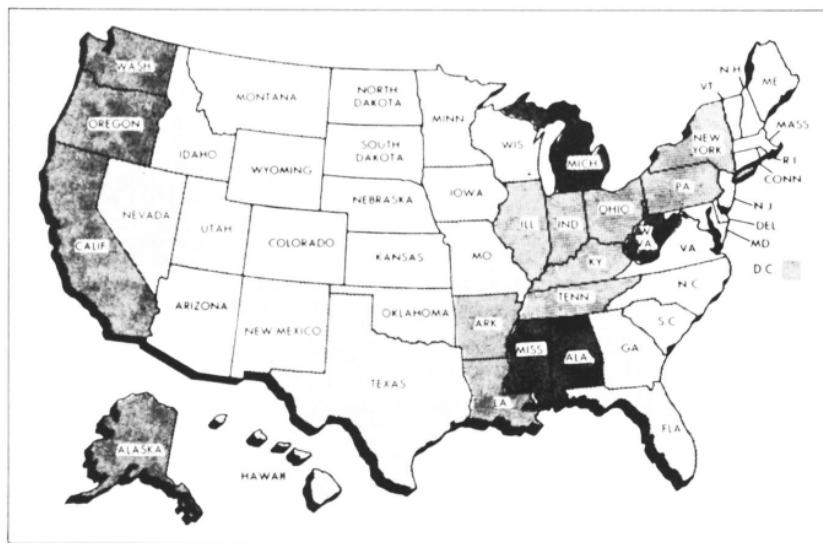 WASH.
OREGON
CALIF
NEVADA
IDAHO
MONTANA
WYOMING
UTAH
COLORADO
ARIZONA
NEW MEXICO
NORTH
DAKOTA
SOUTH
DAKOTA
NEBRASKA
KANSAS
OKLAHOMA
TEXAS
MINN
IOWA
MO
ARK
LA
WIS
ILL
MICH
IND
OHIO
KY
TENN
MISS
ALA
GA
FLA
S.C
N.C
VA
W
VA
PA
NEW
YORK
VT
N.H
ME
MASS
R.I
CONN
N.J
DEL
MD
D.C
ALASKA
HAWAII